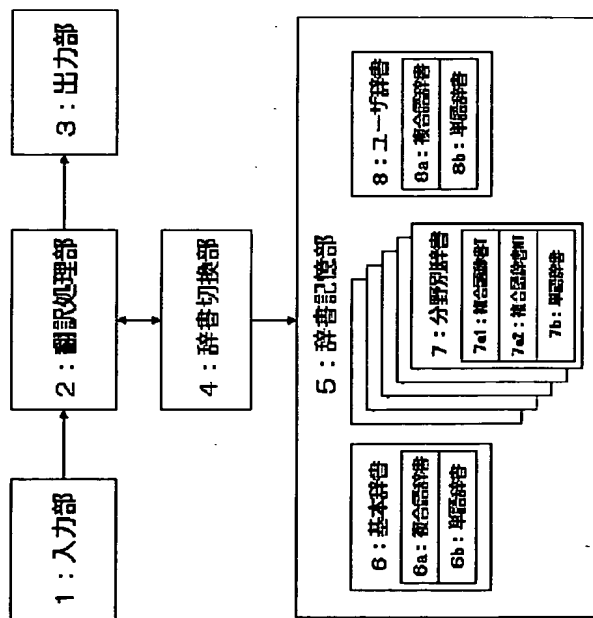 1：入力部
2：翻訳処理部
3：出力部
4：辞書切換部
5：辞書記憶部
6：基本辞書
6a：複合語辞書
6b：単語辞書
7：分野別辞書
7a1：複合語辞書I
7a2：複合語辞書II
7b：単語辞書
8：ユーザ辞書
8a：複合語辞書
8b：単語辞書